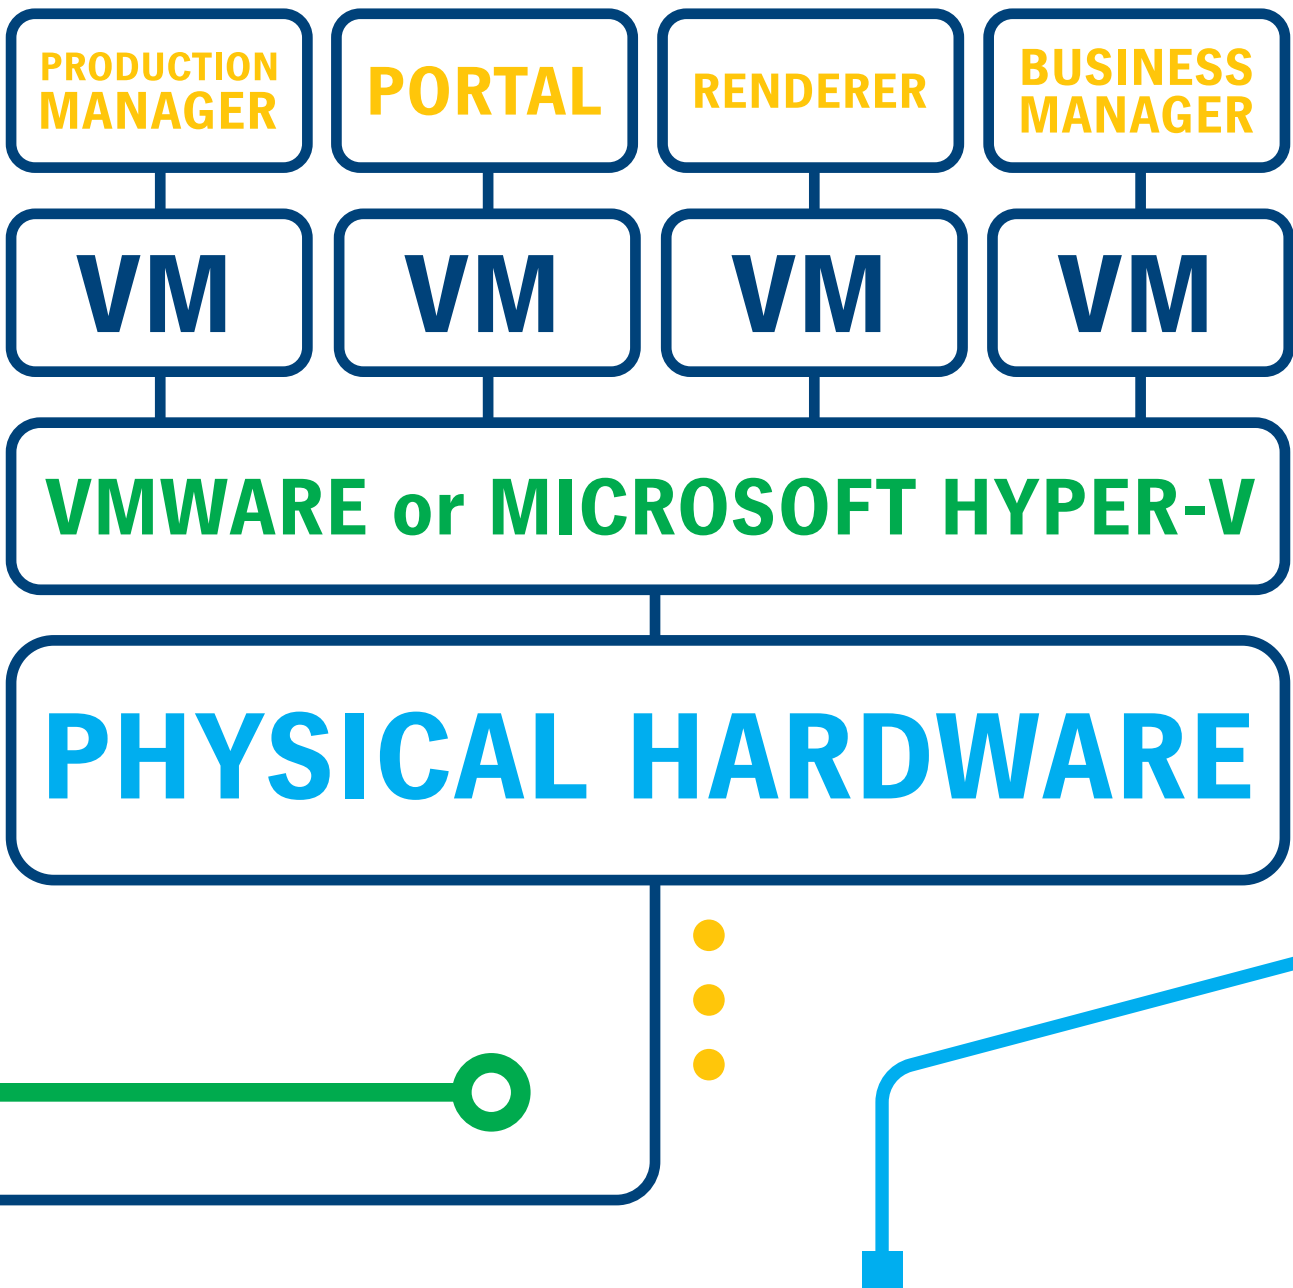 PRODUCTION
MANAGER
PORTAL
RENDERER
BUSINESS
MANAGER
VM
VM
VM
VM
VMWARE or MICROSOFT HYPER-V
PHYSICAL HARDWARE